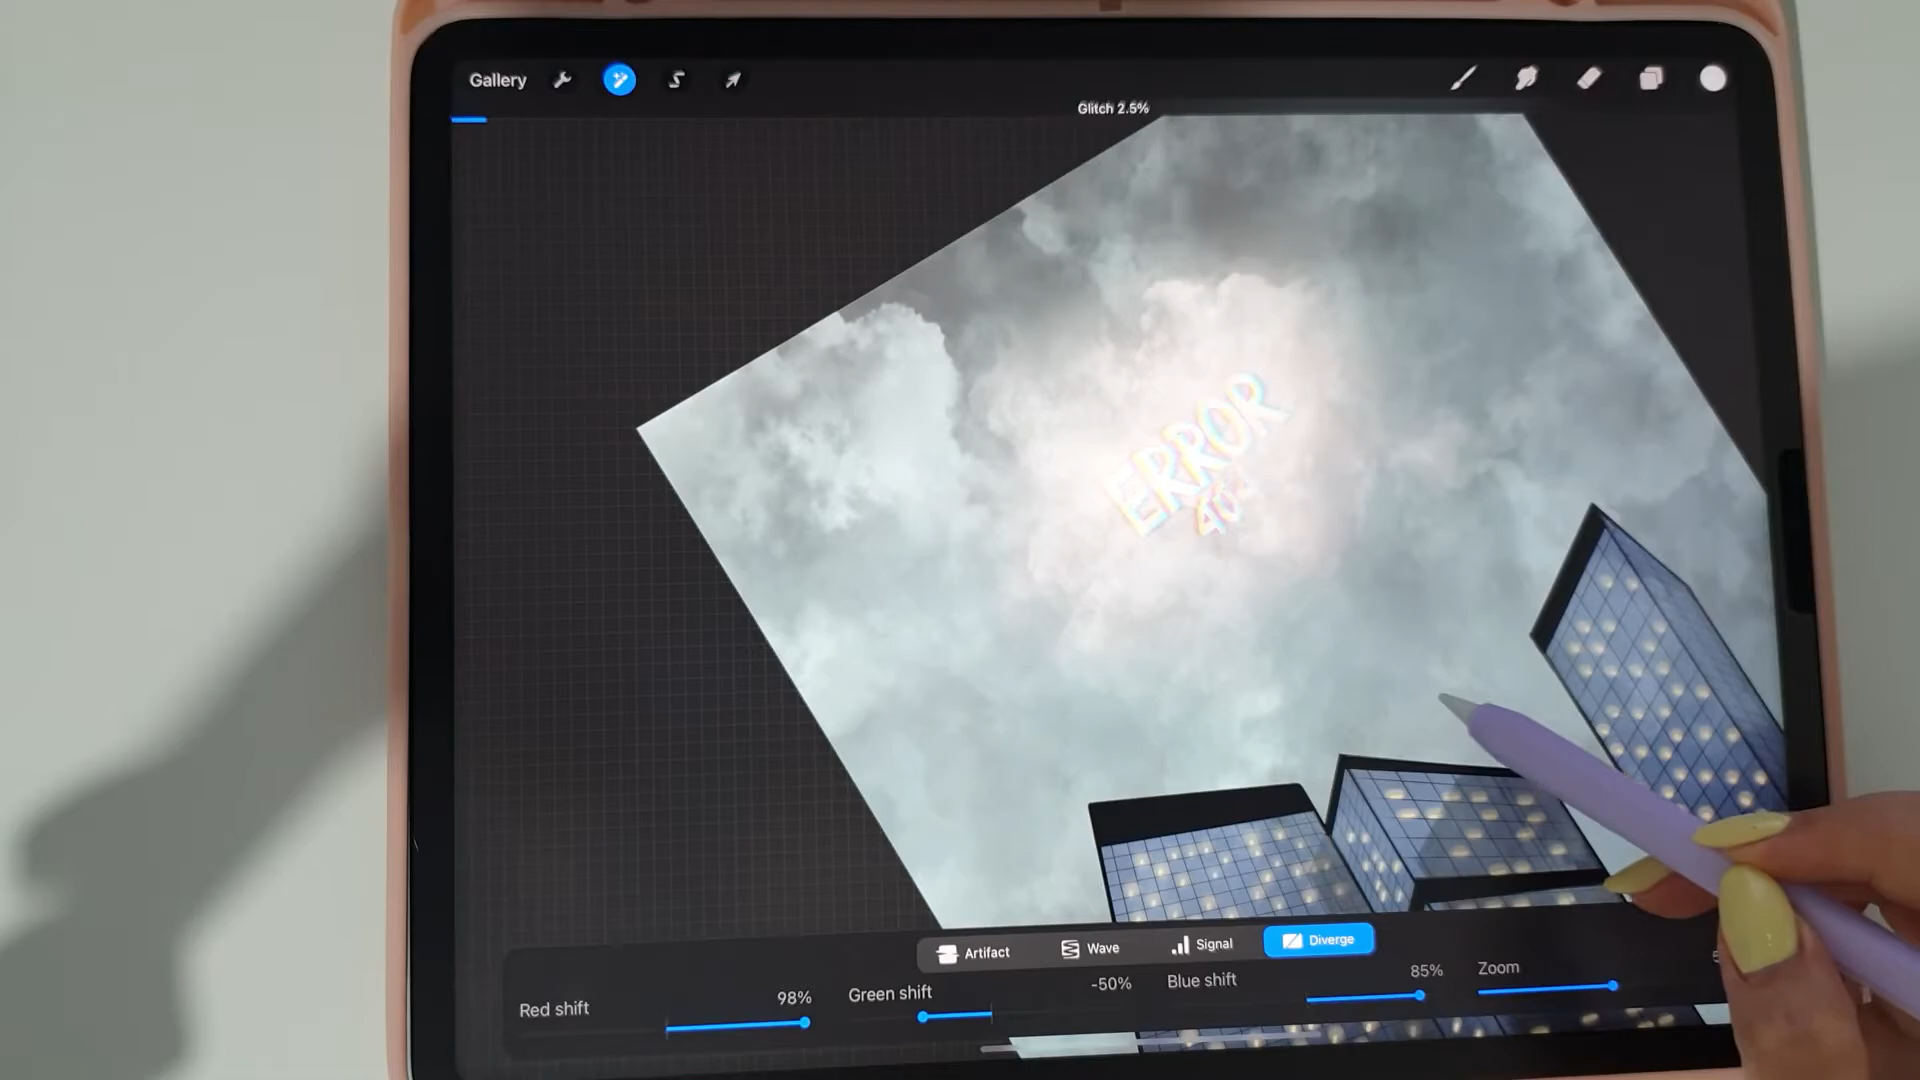 Gallery
Glitch 2.5%
ERROR
Artifact
Wave
Signal
Diverge
Red shift
98%
Green shift
-50%
Blue shift
85%
Zoom